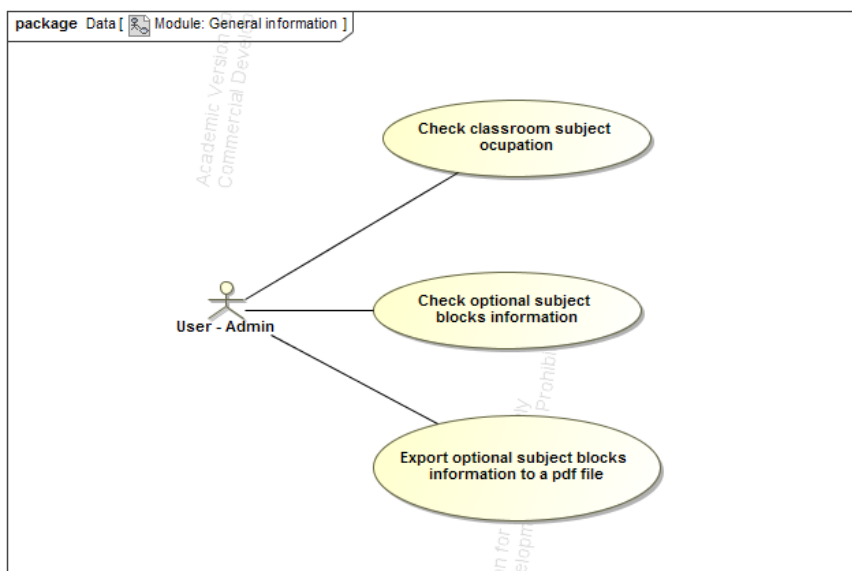 package Data [ Module: General information ]
Academic Version
Commercial Develop
Check classroom subject
ocupation
Check optional subject
blocks information
User - Admin
Prohibi
Export optional subject blocks
information to a pdf file